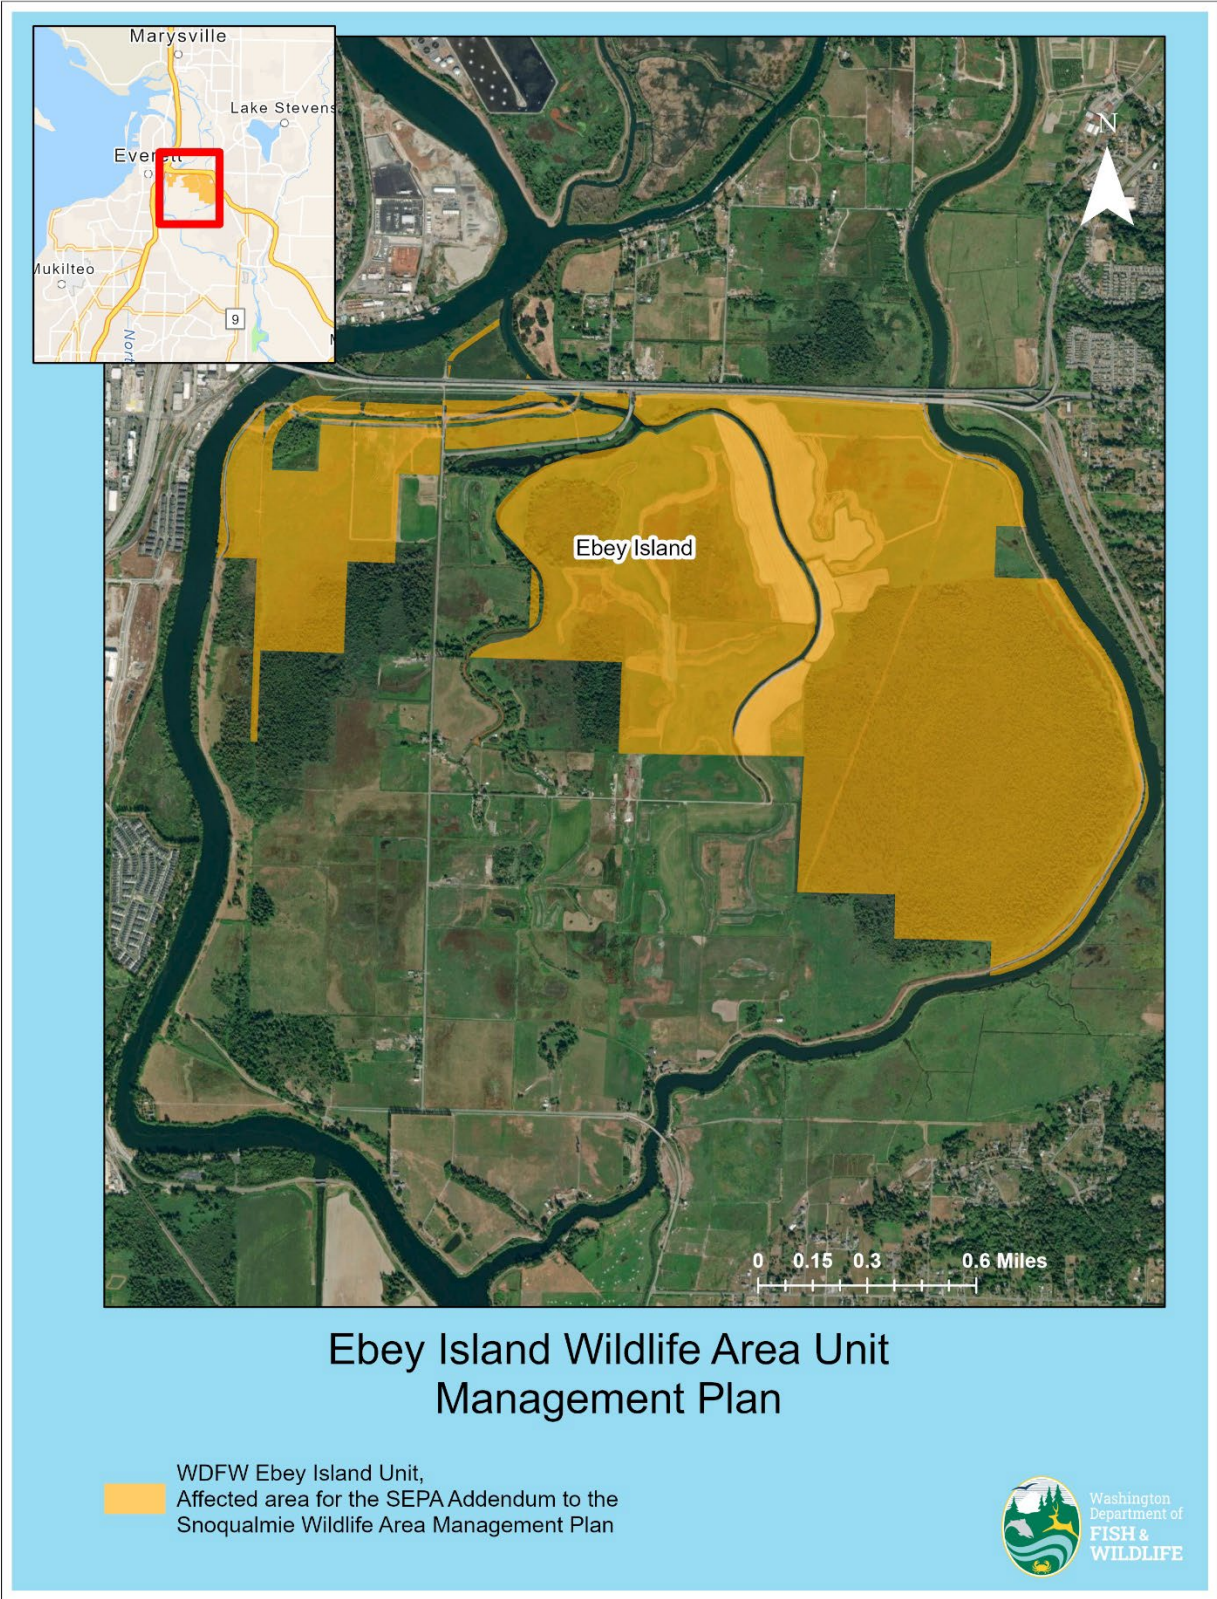 Marysville
Lake Stevens
Everett
Mukilteo
9
N
Ebey Island
0 0.15 0.3 0.6 Miles
Ebey Island Wildlife Area Unit
Management Plan
WDFW Ebey Island Unit,
Affected area for the SEPA Addendum to the
Snoqualmie Wildlife Area Management Plan
Washington
Department of
FISH &
WILDLIFE